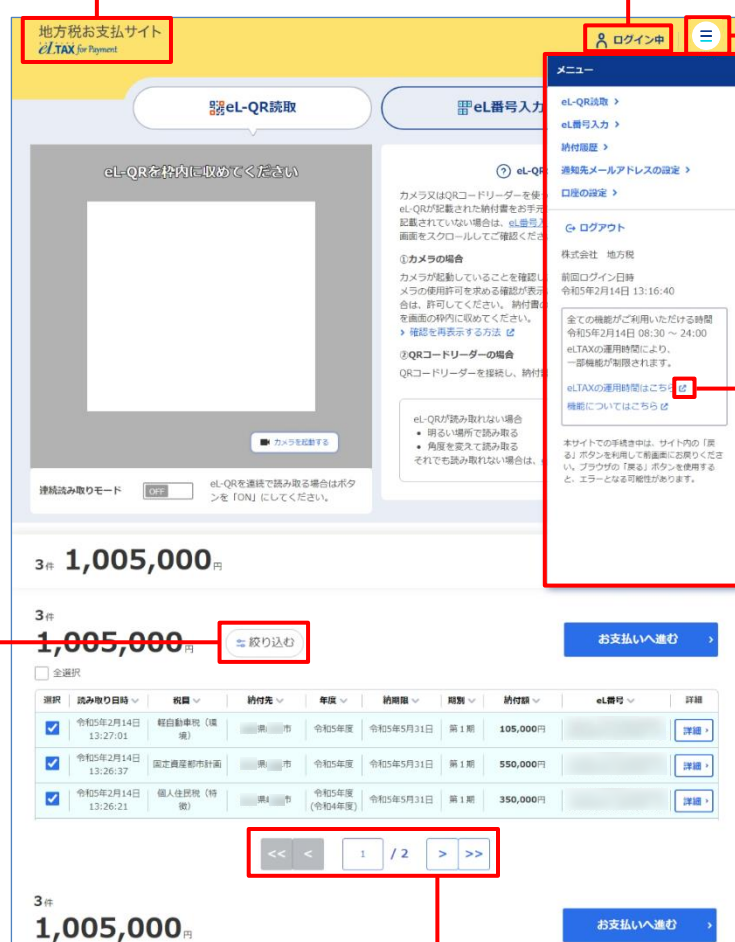 地方税お支払サイト
eLTAX for Payment
ログイン中
メニュー
eL-QR読取
eL番号入力
納付履歴
通知先メールアドレスの設定
口座の設定
ログアウト
株式会社 地方税
前回ログイン日時
令和5年2月14日 13:16:40
全ての機能がご利用いただける時間
令和5年2月14日 08:30 ～ 24:00
eLTAXの運用時間により、
一部機能が制限されます。
eLTAXの運用時間はこちら
機能についてはこちら
本サイトでの手続き中は、サイト内の「戻
る」ボタンを利用して前画面にお戻りくださ
い。ブラウザの「戻る」ボタンを使用する
と、エラーとなる可能性があります。
eL-QR読取
eL番号入力
eL-QRを枠内に収めてください
カメラを起動する
連続読み取りモード
OFF
eL-QRを連続で読み取る場合はボタ
ンを「ON」にしてください。
? eL-QR
カメラ又はQRコードリーダーを使
eL-QRが記載された納付書をお手元
記載されていない場合は、eL番号入
画面をスクロールしてご確認くださ
①カメラの場合
カメラが起動していることを確認し
メラの使用許可を求める確認が表示
合は、許可してください。 納付書の
を画面の枠内に収めてください。
> 確認を再表示する方法
②QRコードリーダーの場合
QRコードリーダーを接続し、納付書
eL-QRが読み取れない場合
• 明るい場所で読み取る
• 角度を変えて読み取る
それでも読み取れない場合は、
3件 1,005,000円
3件
1,005,000円
絞り込む
お支払いへ進む >
全選択
選択 読み取り日時 税目 納付先 年度 納期限 期別 納付額 eL番号 詳細
令和5年2月14日 13:27:01 軽自動車税（環境） 県 市 令和5年度 令和5年5月31日 第1期 105,000円 詳細
令和5年2月14日 13:26:37 固定資産都市計画 県 市 令和5年度 令和5年5月31日 第1期 550,000円 詳細
令和5年2月14日 13:26:21 個人住民税（特徴） 県 市 令和5年度 (令和4年度) 令和5年5月31日 第1期 350,000円 詳細
<< < 1 / 2 > >>
3件
1,005,000円
お支払いへ進む >